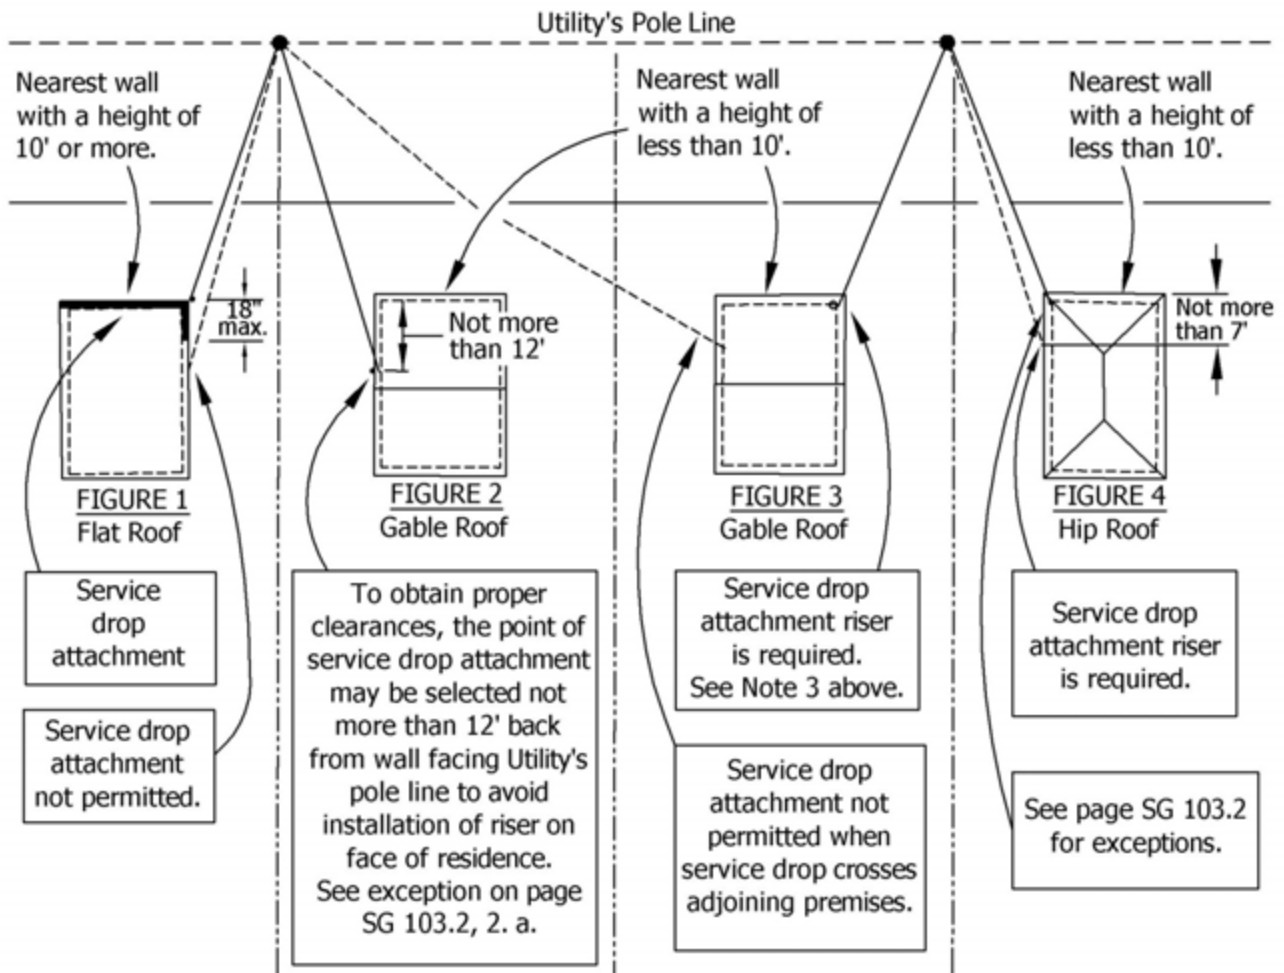 Utility's Pole Line
Nearest wall
with a height of
10' or more.
Nearest wall
with a height of
less than 10'.
Nearest wall
with a height of
less than 10'.
18"
max.
Not more
than 12'
Not more
than 7'
FIGURE 1
Flat Roof
FIGURE 2
Gable Roof
FIGURE 3
Gable Roof
FIGURE 4
Hip Roof
Service
drop
attachment
Service drop
attachment
not permitted.
To obtain proper
clearances, the point of
service drop attachment
may be selected not
more than 12' back
from wall facing Utility's
pole line to avoid
installation of riser on
face of residence.
See exception on page
SG 103.2, 2. a.
Service drop
attachment riser
is required.
See Note 3 above.
Service drop
attachment not
permitted when
service drop crosses
adjoining premises.
Service drop
attachment riser
is required.
See page SG 103.2
for exceptions.